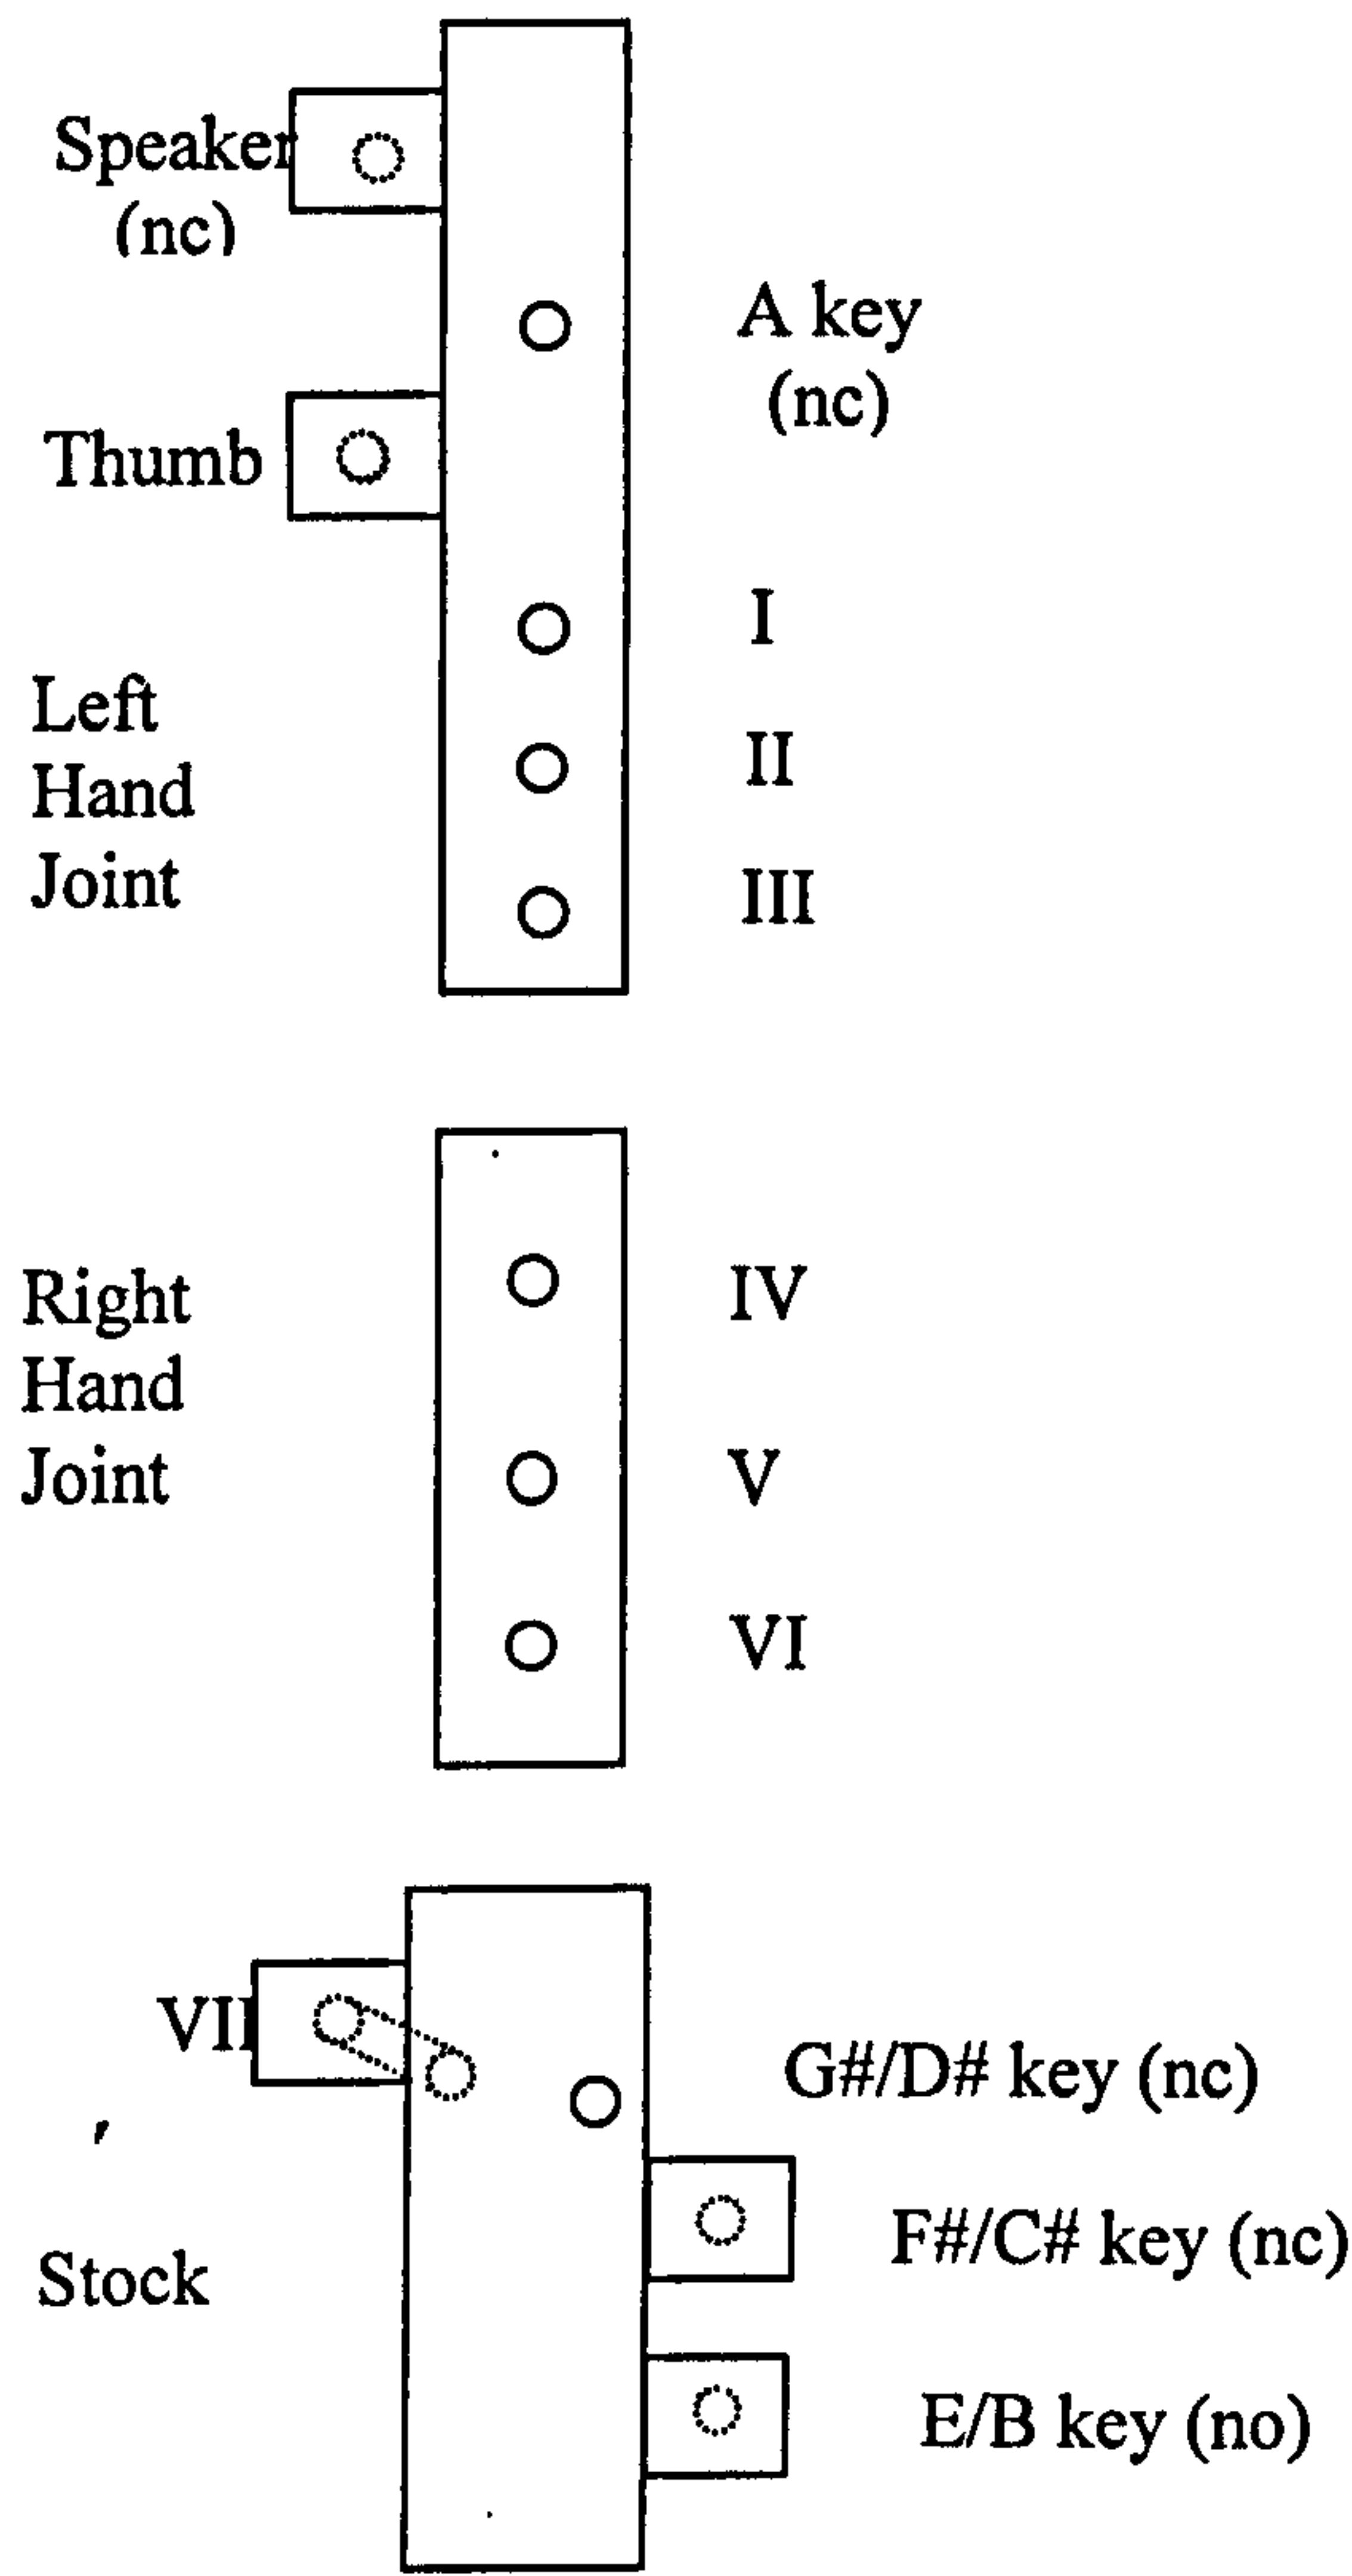 Speaker
(nc)
A key
(nc)
Thumb
I
Left
Hand
Joint
II
III
Right
Hand
Joint
IV
V
VI
VII
G#/D# key (nc)
F#/C# key (nc)
Stock
E/B key (no)